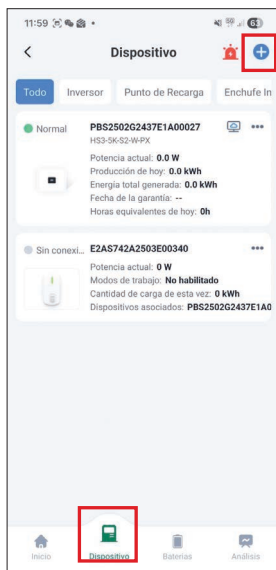 11:59
Dispositivo
Todo Inversor Punto de Recarga Enchufe In
Normal PBS2502G2437E1A00027
HS3-5K-S2-W-PX
Potencia actual: 0.0 W
Producción de hoy: 0.0 kWh
Energía total generada: 0.0 kWh
Fecha de la garantía: --
Horas equivalentes de hoy: 0h
Sin conexi... E2AS742A2503E00340
Potencia actual: 0 W
Modos de trabajo: No habilitado
Cantidad de carga de esta vez: 0 kWh
Dispositivos asociados: PBS2502G2437E1A0
Inicio Dispositivo Baterías Análisis